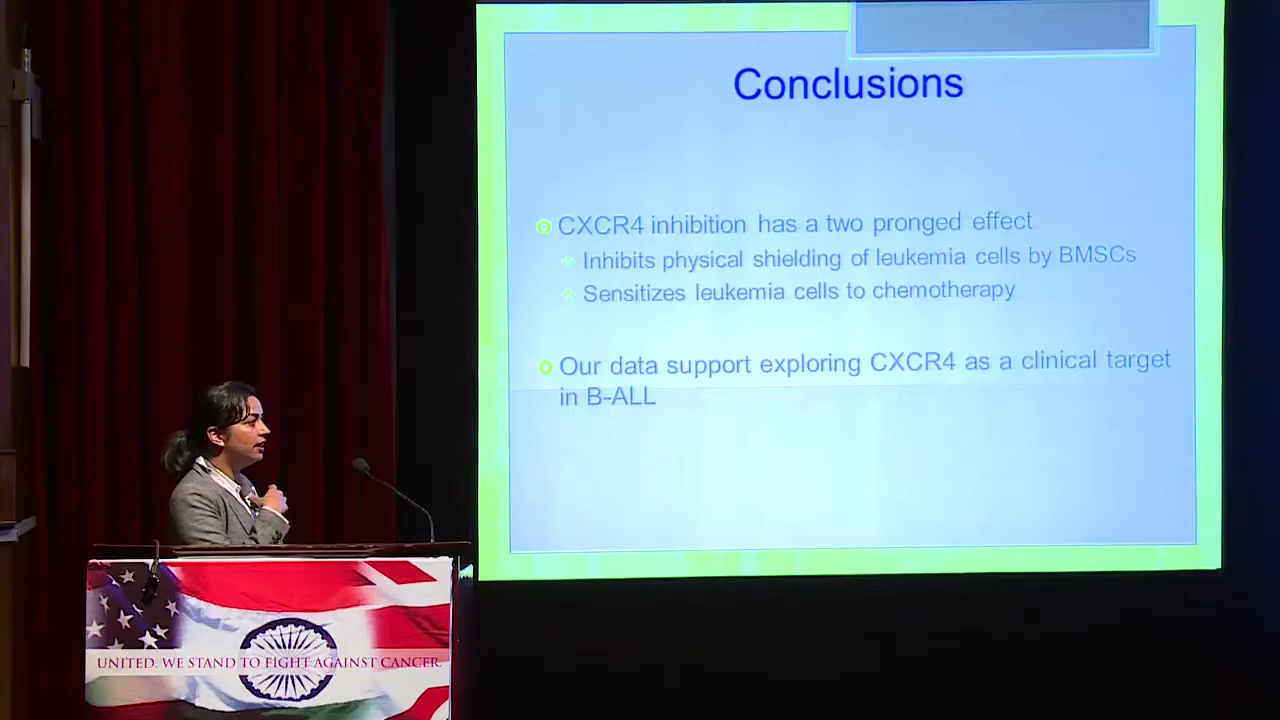 Conclusions
CXCR4 inhibition has a two pronged effect
Inhibits physical shielding of leukemia cells by BMSCs
Sensitizes leukemia cells to chemotherapy
Our data support exploring CXCR4 as a clinical target
in B-ALL
UNITED. WE STAND TO FIGHT AGAINST CANCER.